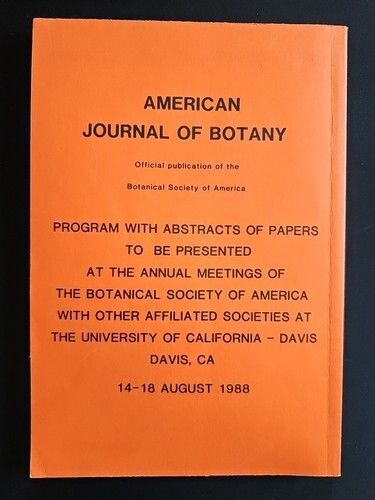 AMERICAN
JOURNAL OF BOTANY
Official publication of the
Botanical Society of America
PROGRAM WITH ABSTRACTS OF PAPERS
TO BE PRESENTED
AT THE ANNUAL MEETINGS OF
THE BOTANICAL SOCIETY OF AMERICA
WITH OTHER AFFILIATED SOCIETIES AT
THE UNIVERSITY OF CALIFORNIA – DAVIS
DAVIS, CA
14–18 AUGUST 1988